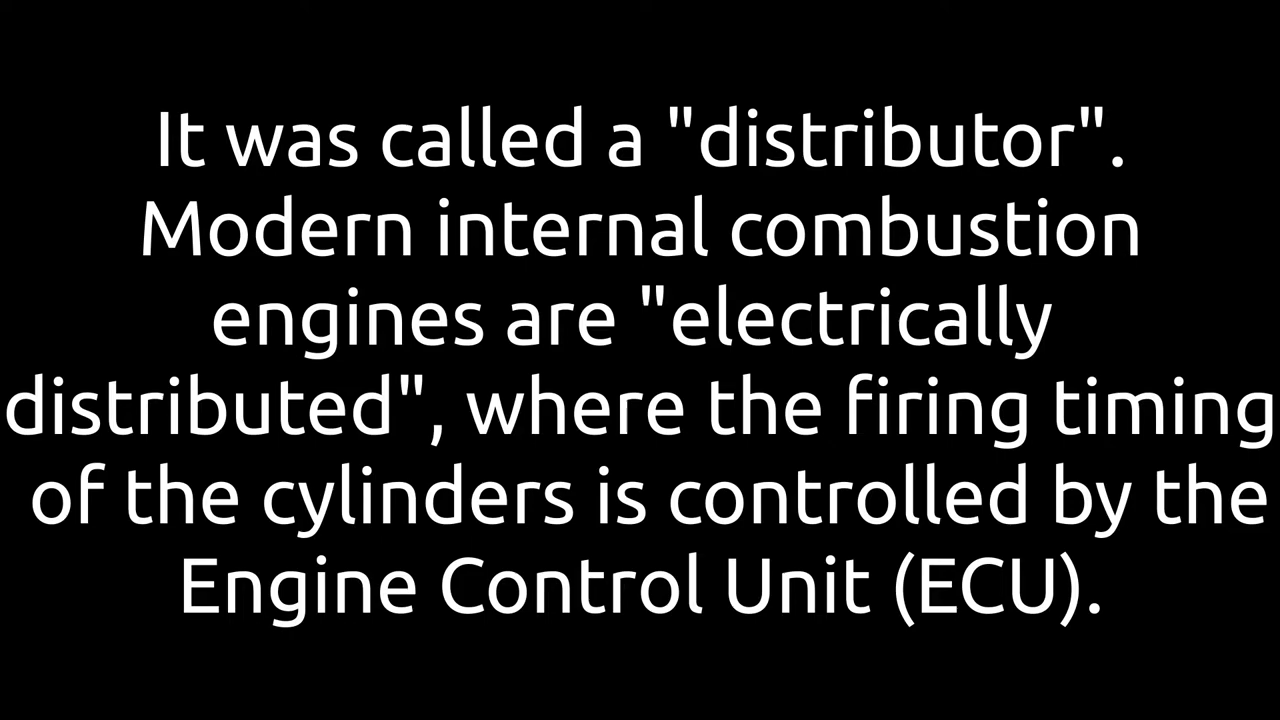 It was called a "distributor".
Modern internal combustion
engines are "electrically
distributed", where the firing timing
of the cylinders is controlled by the
Engine Control Unit (ECU).